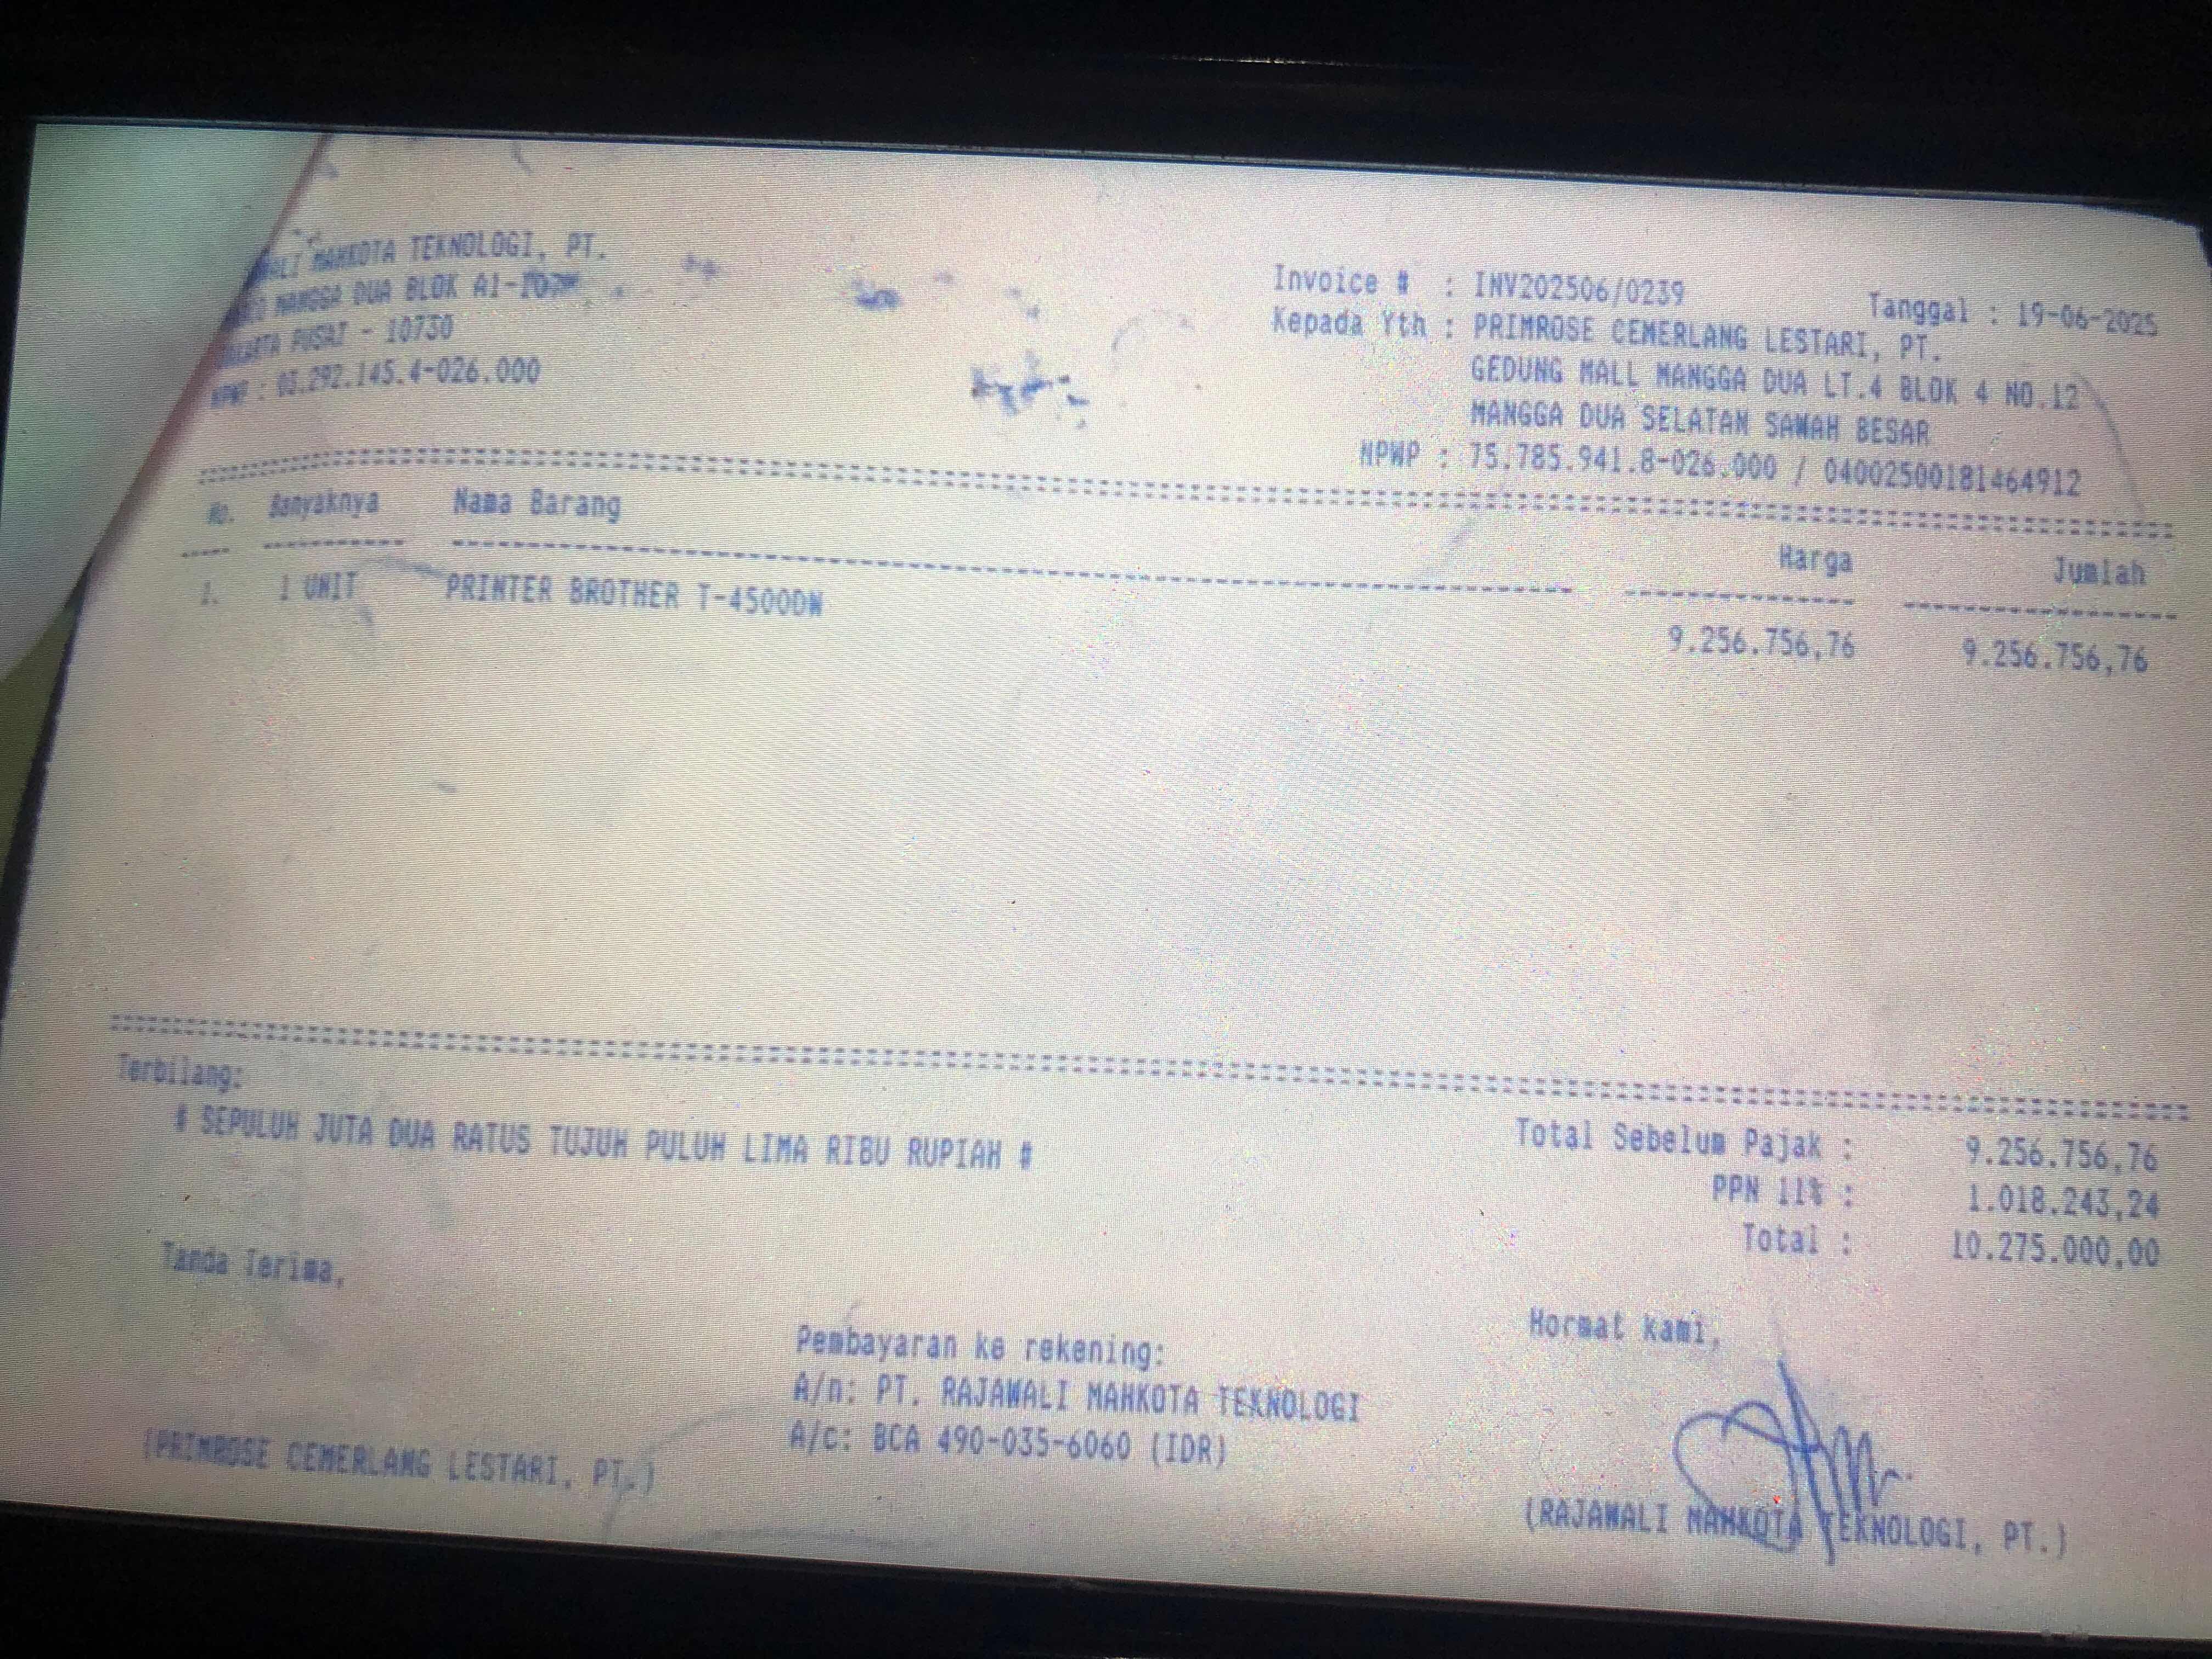 MAHKOTA TEKNOLOGI, PT.
MANGGA DUA BLOK A1-
PUSAT - 10730
NPWP : 03.292.145.4-026.000
Invoice # : INV202506/0239
Tanggal : 19-06-2025
Kepada Yth : PRIMROSE CEMERLANG LESTARI, PT.
GEDUNG MALL MANGGA DUA LT.4 BLOK 4 NO.12
MANGGA DUA SELATAN SAWAH BESAR
NPWP : 75.785.941.8-026.000 / 04002500181464912
No. Banyaknya Nama Barang Harga Jumlah
1. 1 UNIT PRINTER BROTHER T-4500DW 9.256.756,76 9.256.756,76
Terbilang:
# SEPULUH JUTA DUA RATUS TUJUH PULUH LIMA RIBU RUPIAH #
Total Sebelum Pajak : 9.256.756,76
PPN 11% : 1.018.243,24
Total : 10.275.000,00
Tanda Terima,
Hormat kami,
Pembayaran ke rekening:
A/n: PT. RAJAWALI MAHKOTA TEKNOLOGI
A/c: BCA 490-035-6060 (IDR)
(PRIMROSE CEMERLANG LESTARI, PT.)
(RAJAWALI MAHKOTA TEKNOLOGI, PT.)